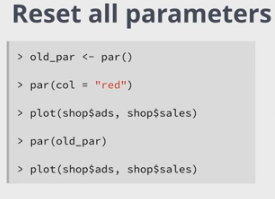 Reset all parameters
> old_par <- par()
> par(col = "red")
> plot(shop$ads, shop$sales)
> par(old_par)
> plot(shop$ads, shop$sales)